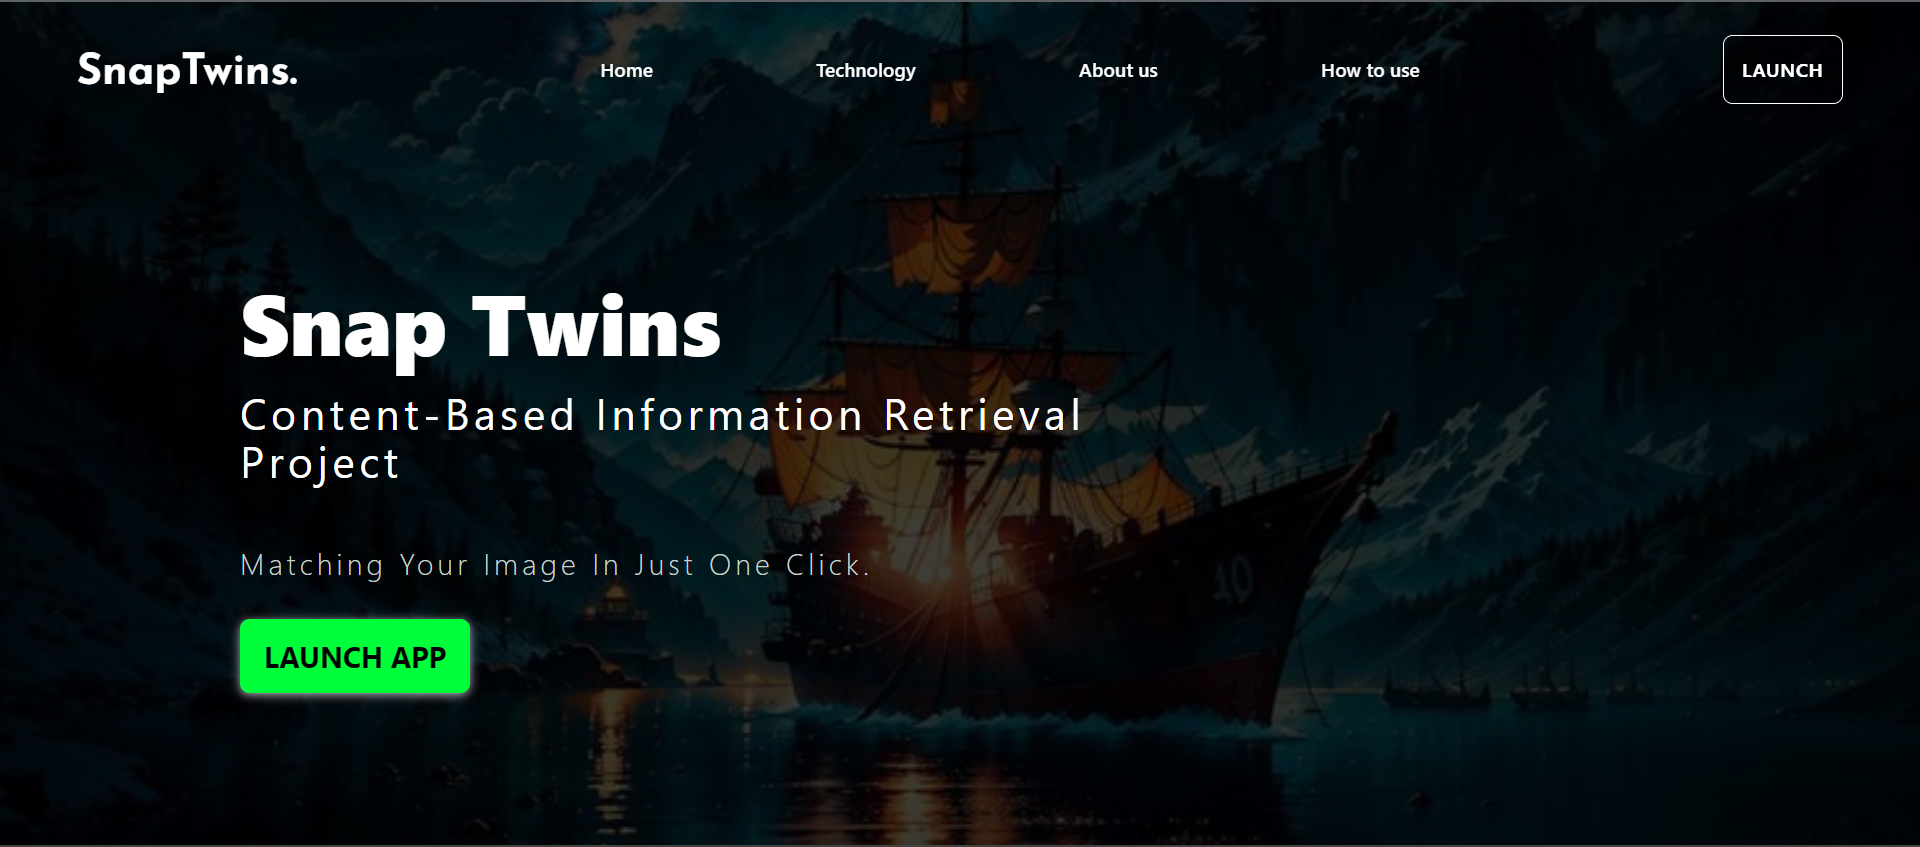 SnapTwins.
Home
Technology
About us
How to use
LAUNCH
Snap Twins
Content-Based Information Retrieval
Project
Matching Your Image In Just One Click.
LAUNCH APP
40